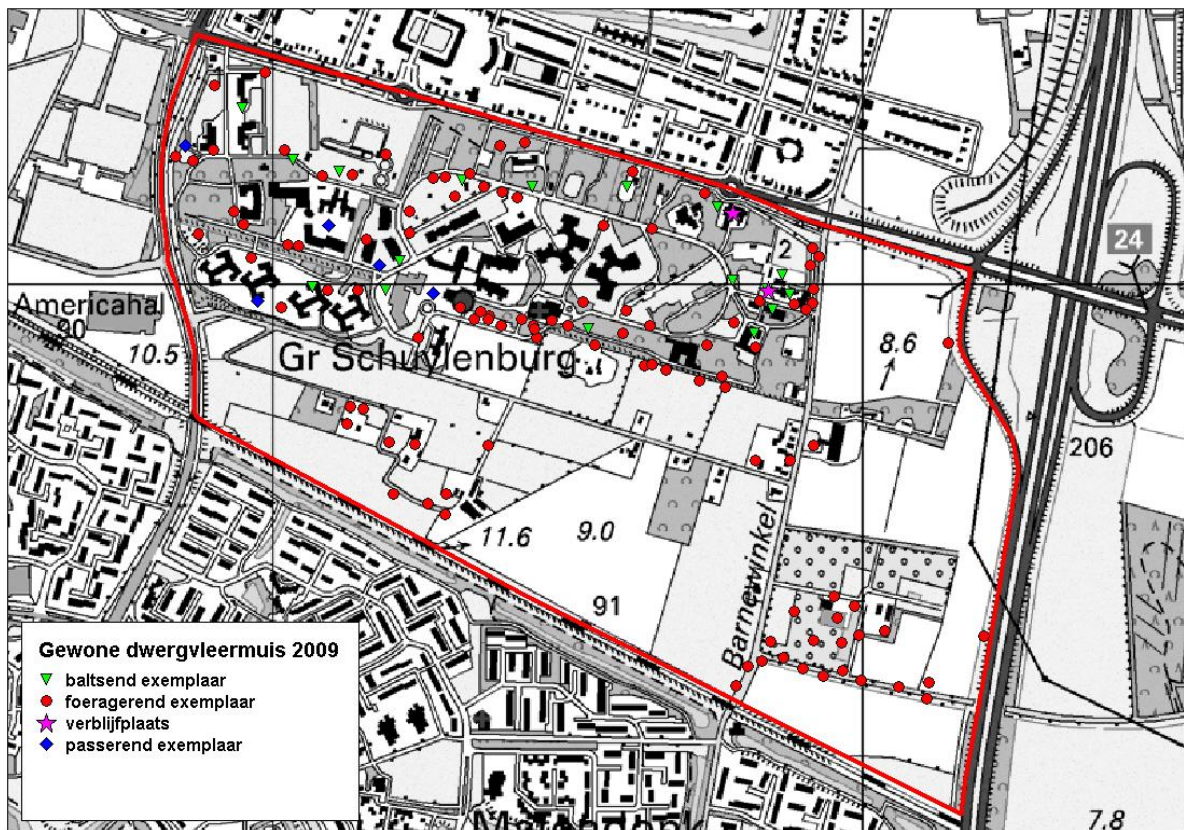 24
2
Americahal
90
10.5
Gr Schuylenburg
8.6
206
11.6
9.0
91
Barnewinkel
Gewone dwergvleermuis 2009
baltsend exemplaar
foeragerend exemplaar
verblijfplaats
passerend exemplaar
7.8